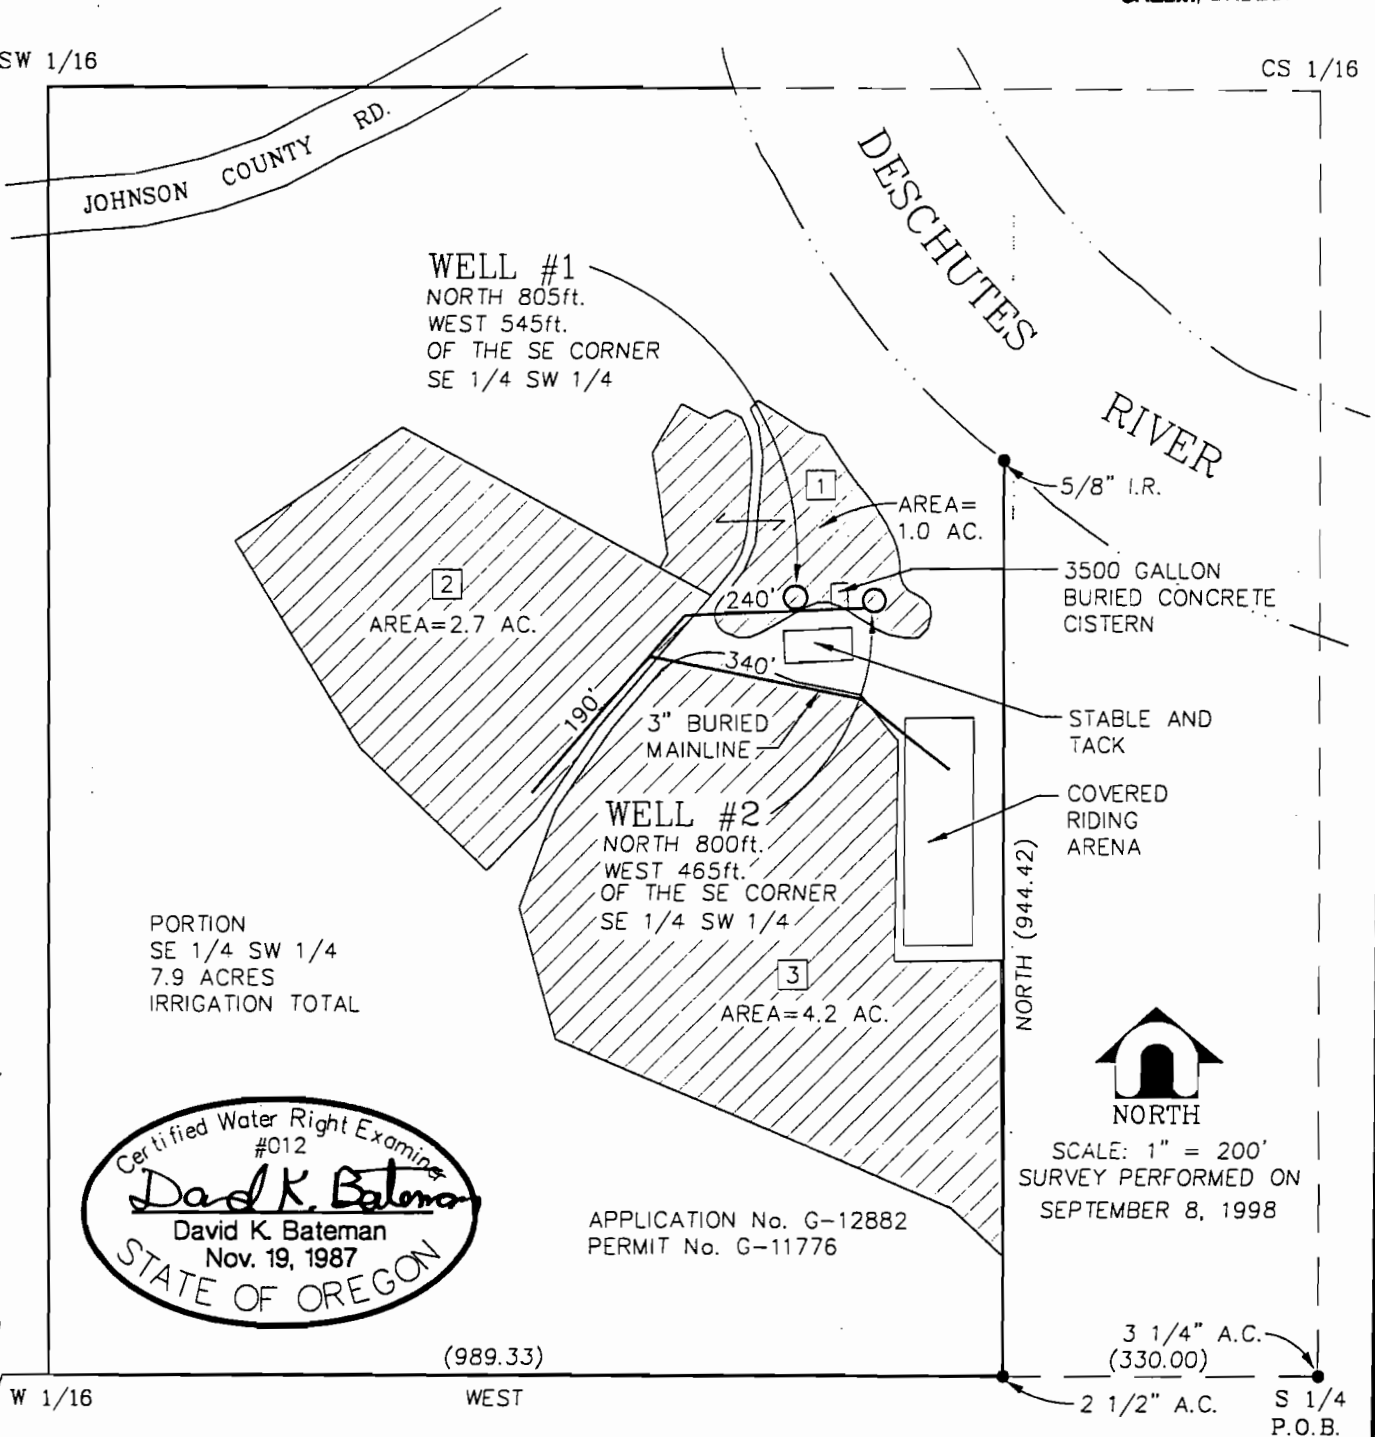 SW 1/16
CS 1/16
JOHNSON COUNTY RD.
DESCHUTES
RIVER
WELL #1
NORTH 805ft.
WEST 545ft.
OF THE SE CORNER
SE 1/4 SW 1/4
1
AREA=
1.0 AC.
5/8" I.R.
3500 GALLON
BURIED CONCRETE
CISTERN
2
AREA=2.7 AC.
240'
340'
190'
3" BURIED
MAINLINE
STABLE AND
TACK
COVERED
RIDING
ARENA
WELL #2
NORTH 800ft.
WEST 465ft.
OF THE SE CORNER
SE 1/4 SW 1/4
NORTH (944.42)
PORTION
SE 1/4 SW 1/4
7.9 ACRES
IRRIGATION TOTAL
3
AREA=4.2 AC.
NORTH
SCALE: 1" = 200'
SURVEY PERFORMED ON
SEPTEMBER 8, 1998
Certified Water Right Examiner
#012
David K. Bateman
David K. Bateman
Nov. 19, 1987
STATE OF OREGON
APPLICATION No. G-12882
PERMIT No. G-11776
3 1/4" A.C.
(989.33)
(330.00)
W 1/16
WEST
2 1/2" A.C.
S 1/4
P.O.B.